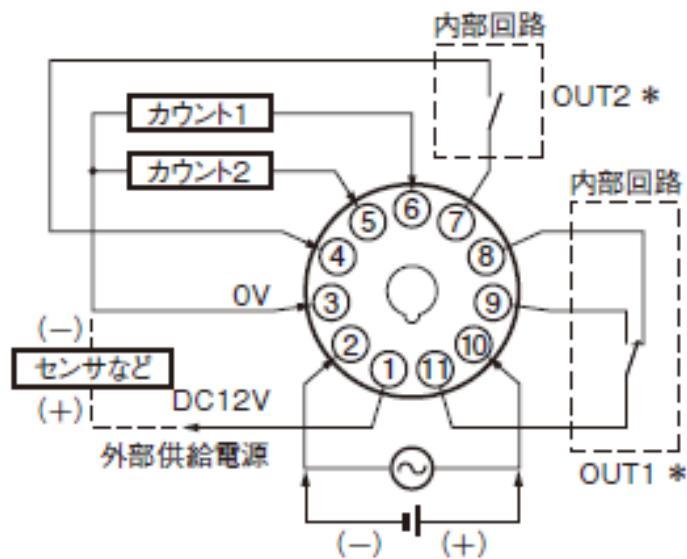 内部回路
OUT2 *
カウント1
カウント2
内部回路
6
5
7
4
8
0V
3
9
(−)
2
10
センサなど
1
11
(+)
DC12V
外部供給電源
OUT1 *
(−)
(+)